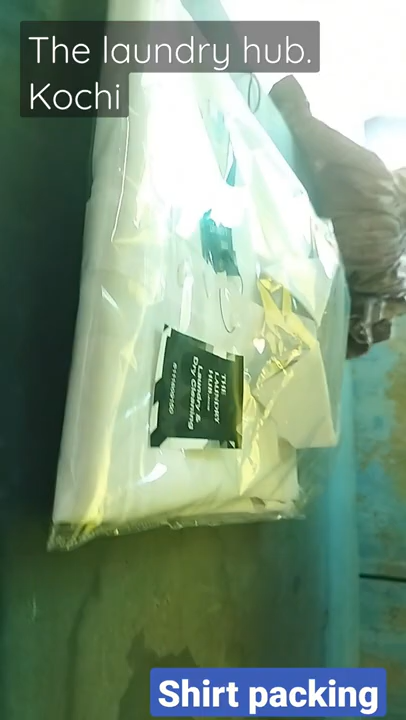 The laundry hub.
Kochi
THE
LAUNDRY
HUB
Laundry &
Dry Cleaning
Shirt packing